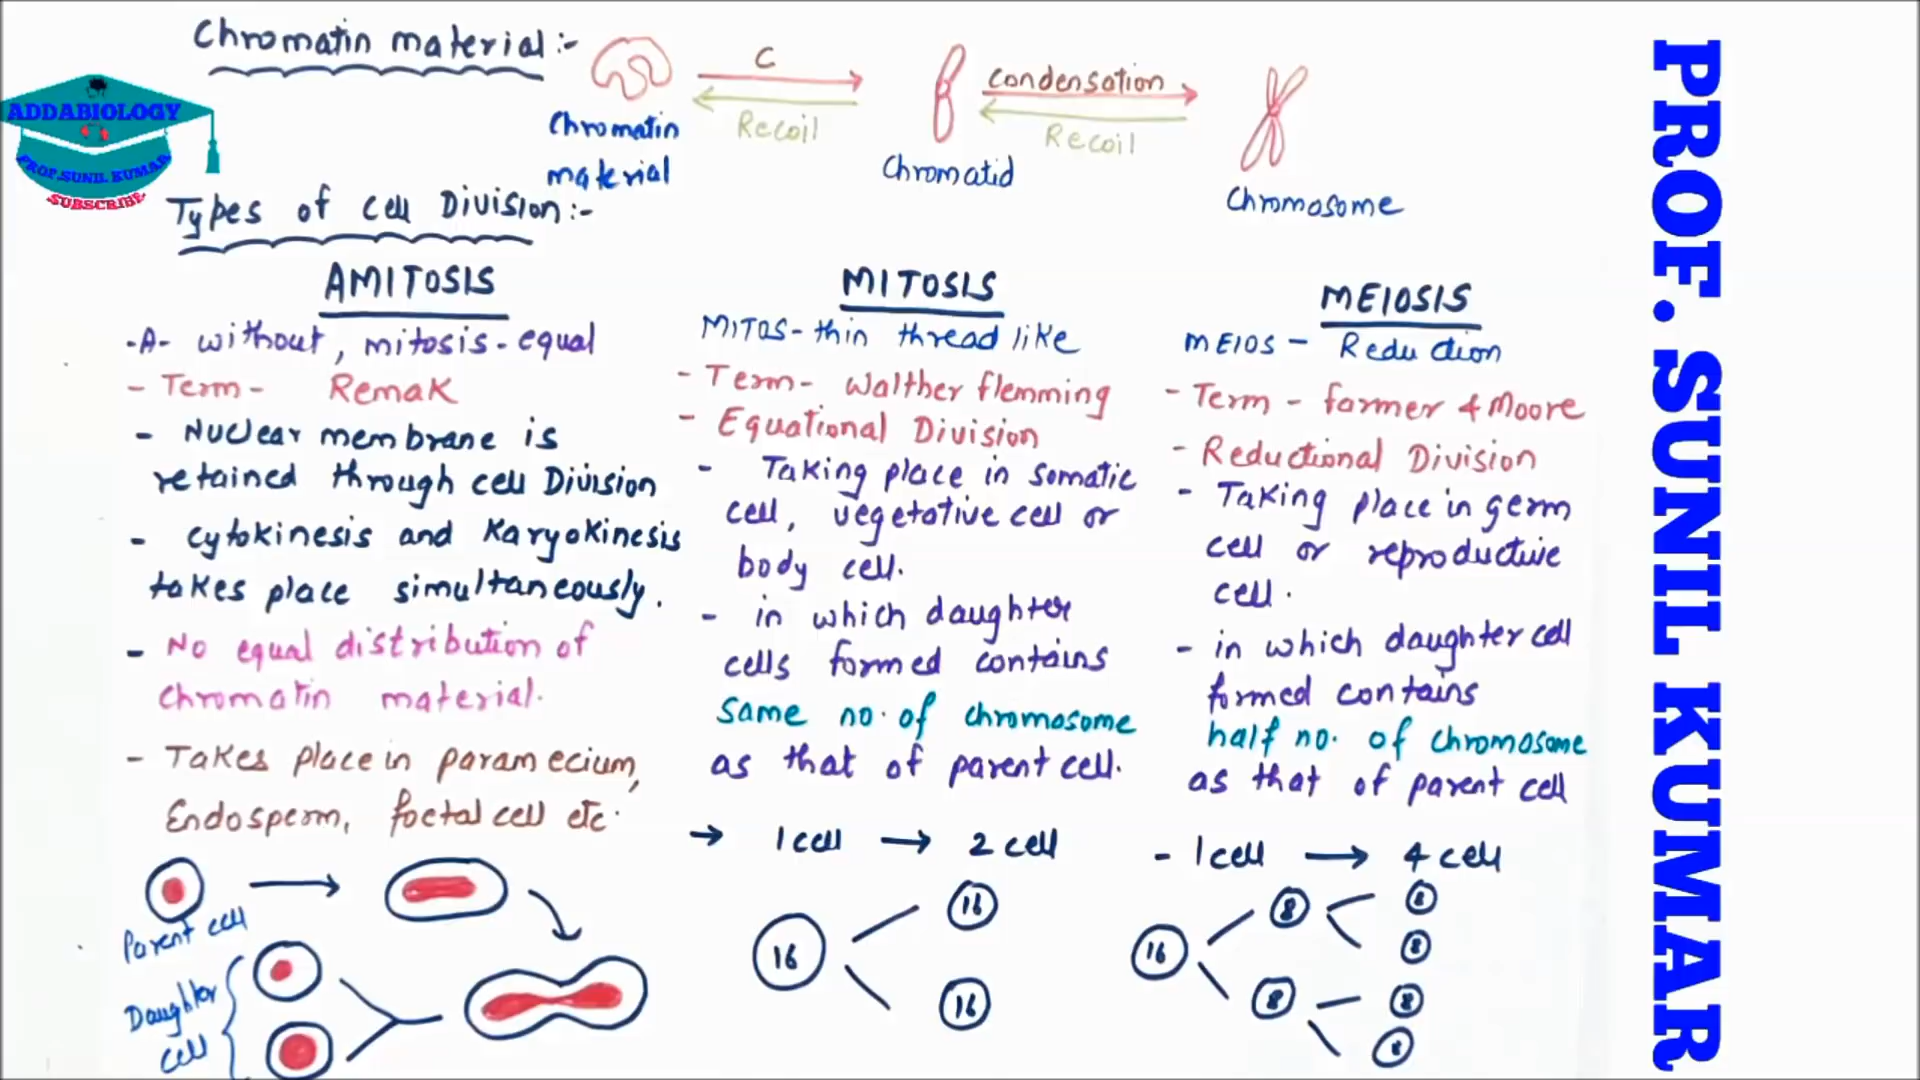 Chromatin material:-
C
Recoil
condensation
Recoil
Chromatin
material
Chromatid
Chromosome
ADDABIOLOGY
PROF.SUNIL KUMAR
SUBSCRIBE
Types of cell Division:-
AMITOSIS
-A- without, mitosis-equal
- Term- Remak
- Nuclear membrane is
retained through cell Division
- cytokinesis and Karyokinesis
takes place simultaneously.
- No equal distribution of
chromatin material.
- Takes place in paramecium,
Endosperm, foetal cell etc.
Parent cell
Daughter
cell
MITOSIS
MITOS- thin thread like
- Term- Walther flemming
- Equational Division
- Taking place in somatic
cell, vegetative cell or
body cell.
- in which daughter
cells formed contains
same no. of chromosome
as that of parent cell.
→ 1 cell → 2 cell
16
16
16
MEIOSIS
MEIOS - Reduction
- Term - farmer & Moore
- Reductional Division
- Taking place in germ
cell or reproductive
cell.
- in which daughter cell
formed contains
half no. of chromosome
as that of parent cell
- 1 cell → 4 cell
16
8
8
8
8
8
8
PROF. SUNIL KUMAR